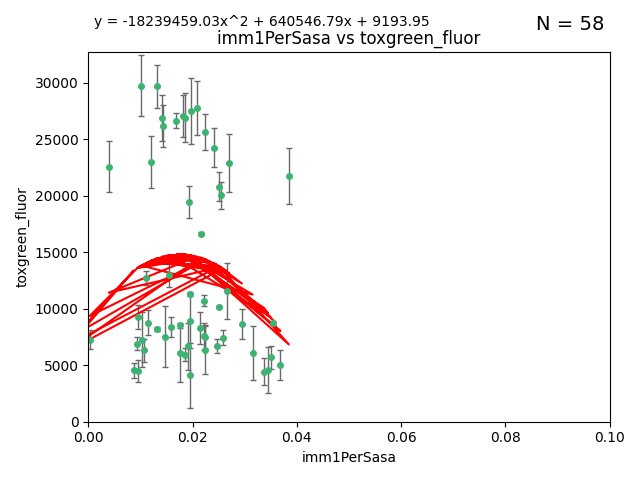 y = -18239459.03x^2 + 640546.79x + 9193.95
N = 58
imm1PerSasa vs toxgreen_fluor
30000
25000
20000
15000
10000
5000
0
toxgreen_fluor
0.00 0.02 0.04 0.06 0.08 0.10
imm1PerSasa